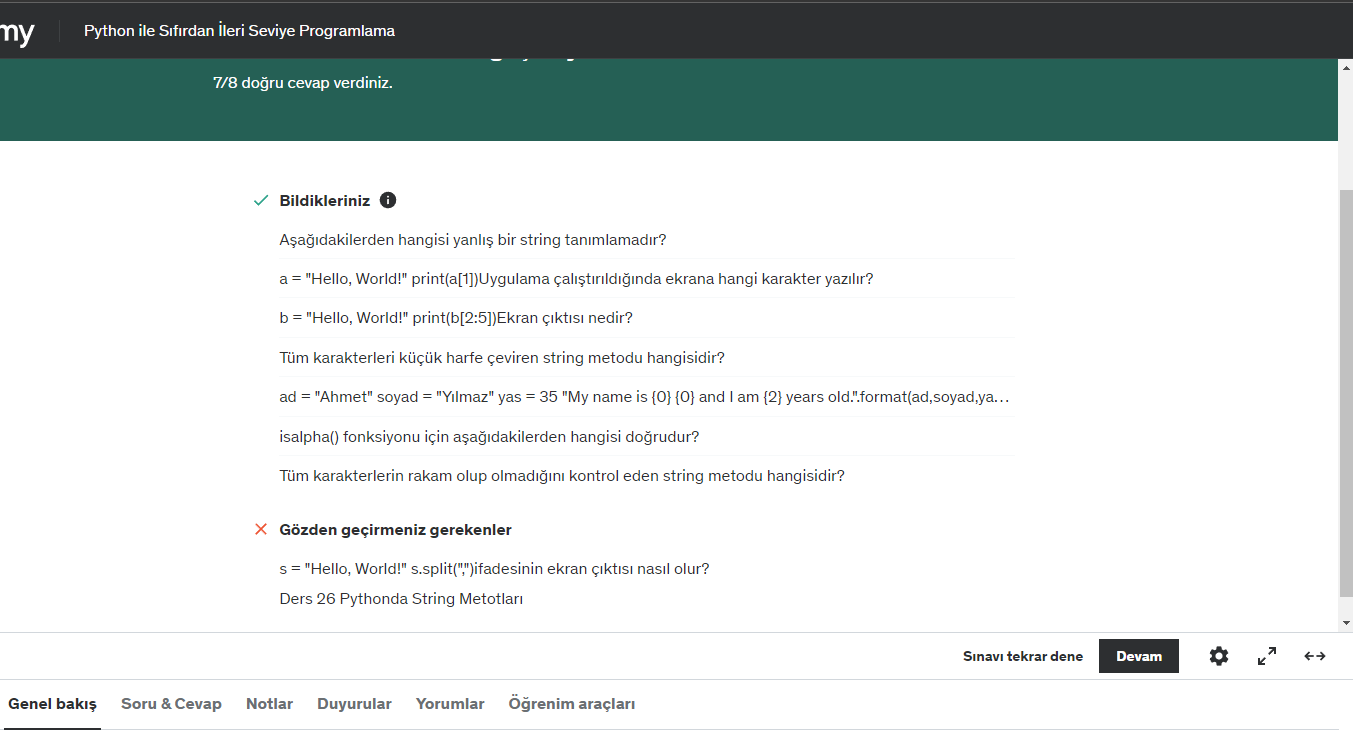 my
Python ile Sıfırdan İleri Seviye Programlama
7/8 doğru cevap verdiniz.
Bildikleriniz
Aşağıdakilerden hangisi yanlış bir string tanımlamadır?
a = "Hello, World!" print(a[1])Uygulama çalıştırıldığında ekrana hangi karakter yazılır?
b = "Hello, World!" print(b[2:5])Ekran çıktısı nedir?
Tüm karakterleri küçük harfe çeviren string metodu hangisidir?
ad = "Ahmet" soyad = "Yılmaz" yas = 35 "My name is {0} {0} and I am {2} years old.".format(ad,soyad,ya…
isalpha() fonksiyonu için aşağıdakilerden hangisi doğrudur?
Tüm karakterlerin rakam olup olmadığını kontrol eden string metodu hangisidir?
Gözden geçirmeniz gerekenler
s = "Hello, World!" s.split(",")ifadesinin ekran çıktısı nasıl olur?
Ders 26 Pythonda String Metotları
Sınavı tekrar dene
Devam
Genel bakış Soru & Cevap Notlar Duyurular Yorumlar Öğrenim araçları